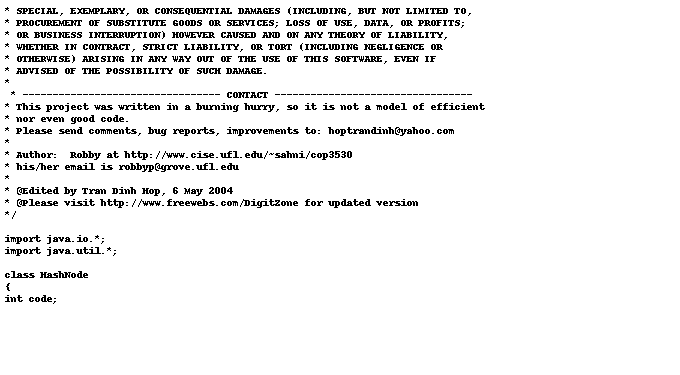 * SPECIAL, EXEMPLARY, OR CONSEQUENTIAL DAMAGES (INCLUDING, BUT NOT LIMITED TO,
* PROCUREMENT OF SUBSTITUTE GOODS OR SERVICES; LOSS OF USE, DATA, OR PROFITS;
* OR BUSINESS INTERRUPTION) HOWEVER CAUSED AND ON ANY THEORY OF LIABILITY,
* WHETHER IN CONTRACT, STRICT LIABILITY, OR TORT (INCLUDING NEGLIGENCE OR
* OTHERWISE) ARISING IN ANY WAY OUT OF THE USE OF THIS SOFTWARE, EVEN IF
* ADVISED OF THE POSSIBILITY OF SUCH DAMAGE.
*
* --------------------------------- CONTACT ---------------------------------
* This project was written in a burning hurry, so it is not a model of efficient
* nor even good code.
* Please send comments, bug reports, improvements to: hoptrandinh@yahoo.com
*
* Author:  Robby at http://www.cise.ufl.edu/~sahni/cop3530
* his/her email is robbyp@grove.ufl.edu
*
* @Edited by Tran Dinh Hop, 6 May 2004
* @Please visit http://www.freewebs.com/DigitZone for updated version
*/
import java.io.*;
import java.util.*;
class HashNode
{
int code;